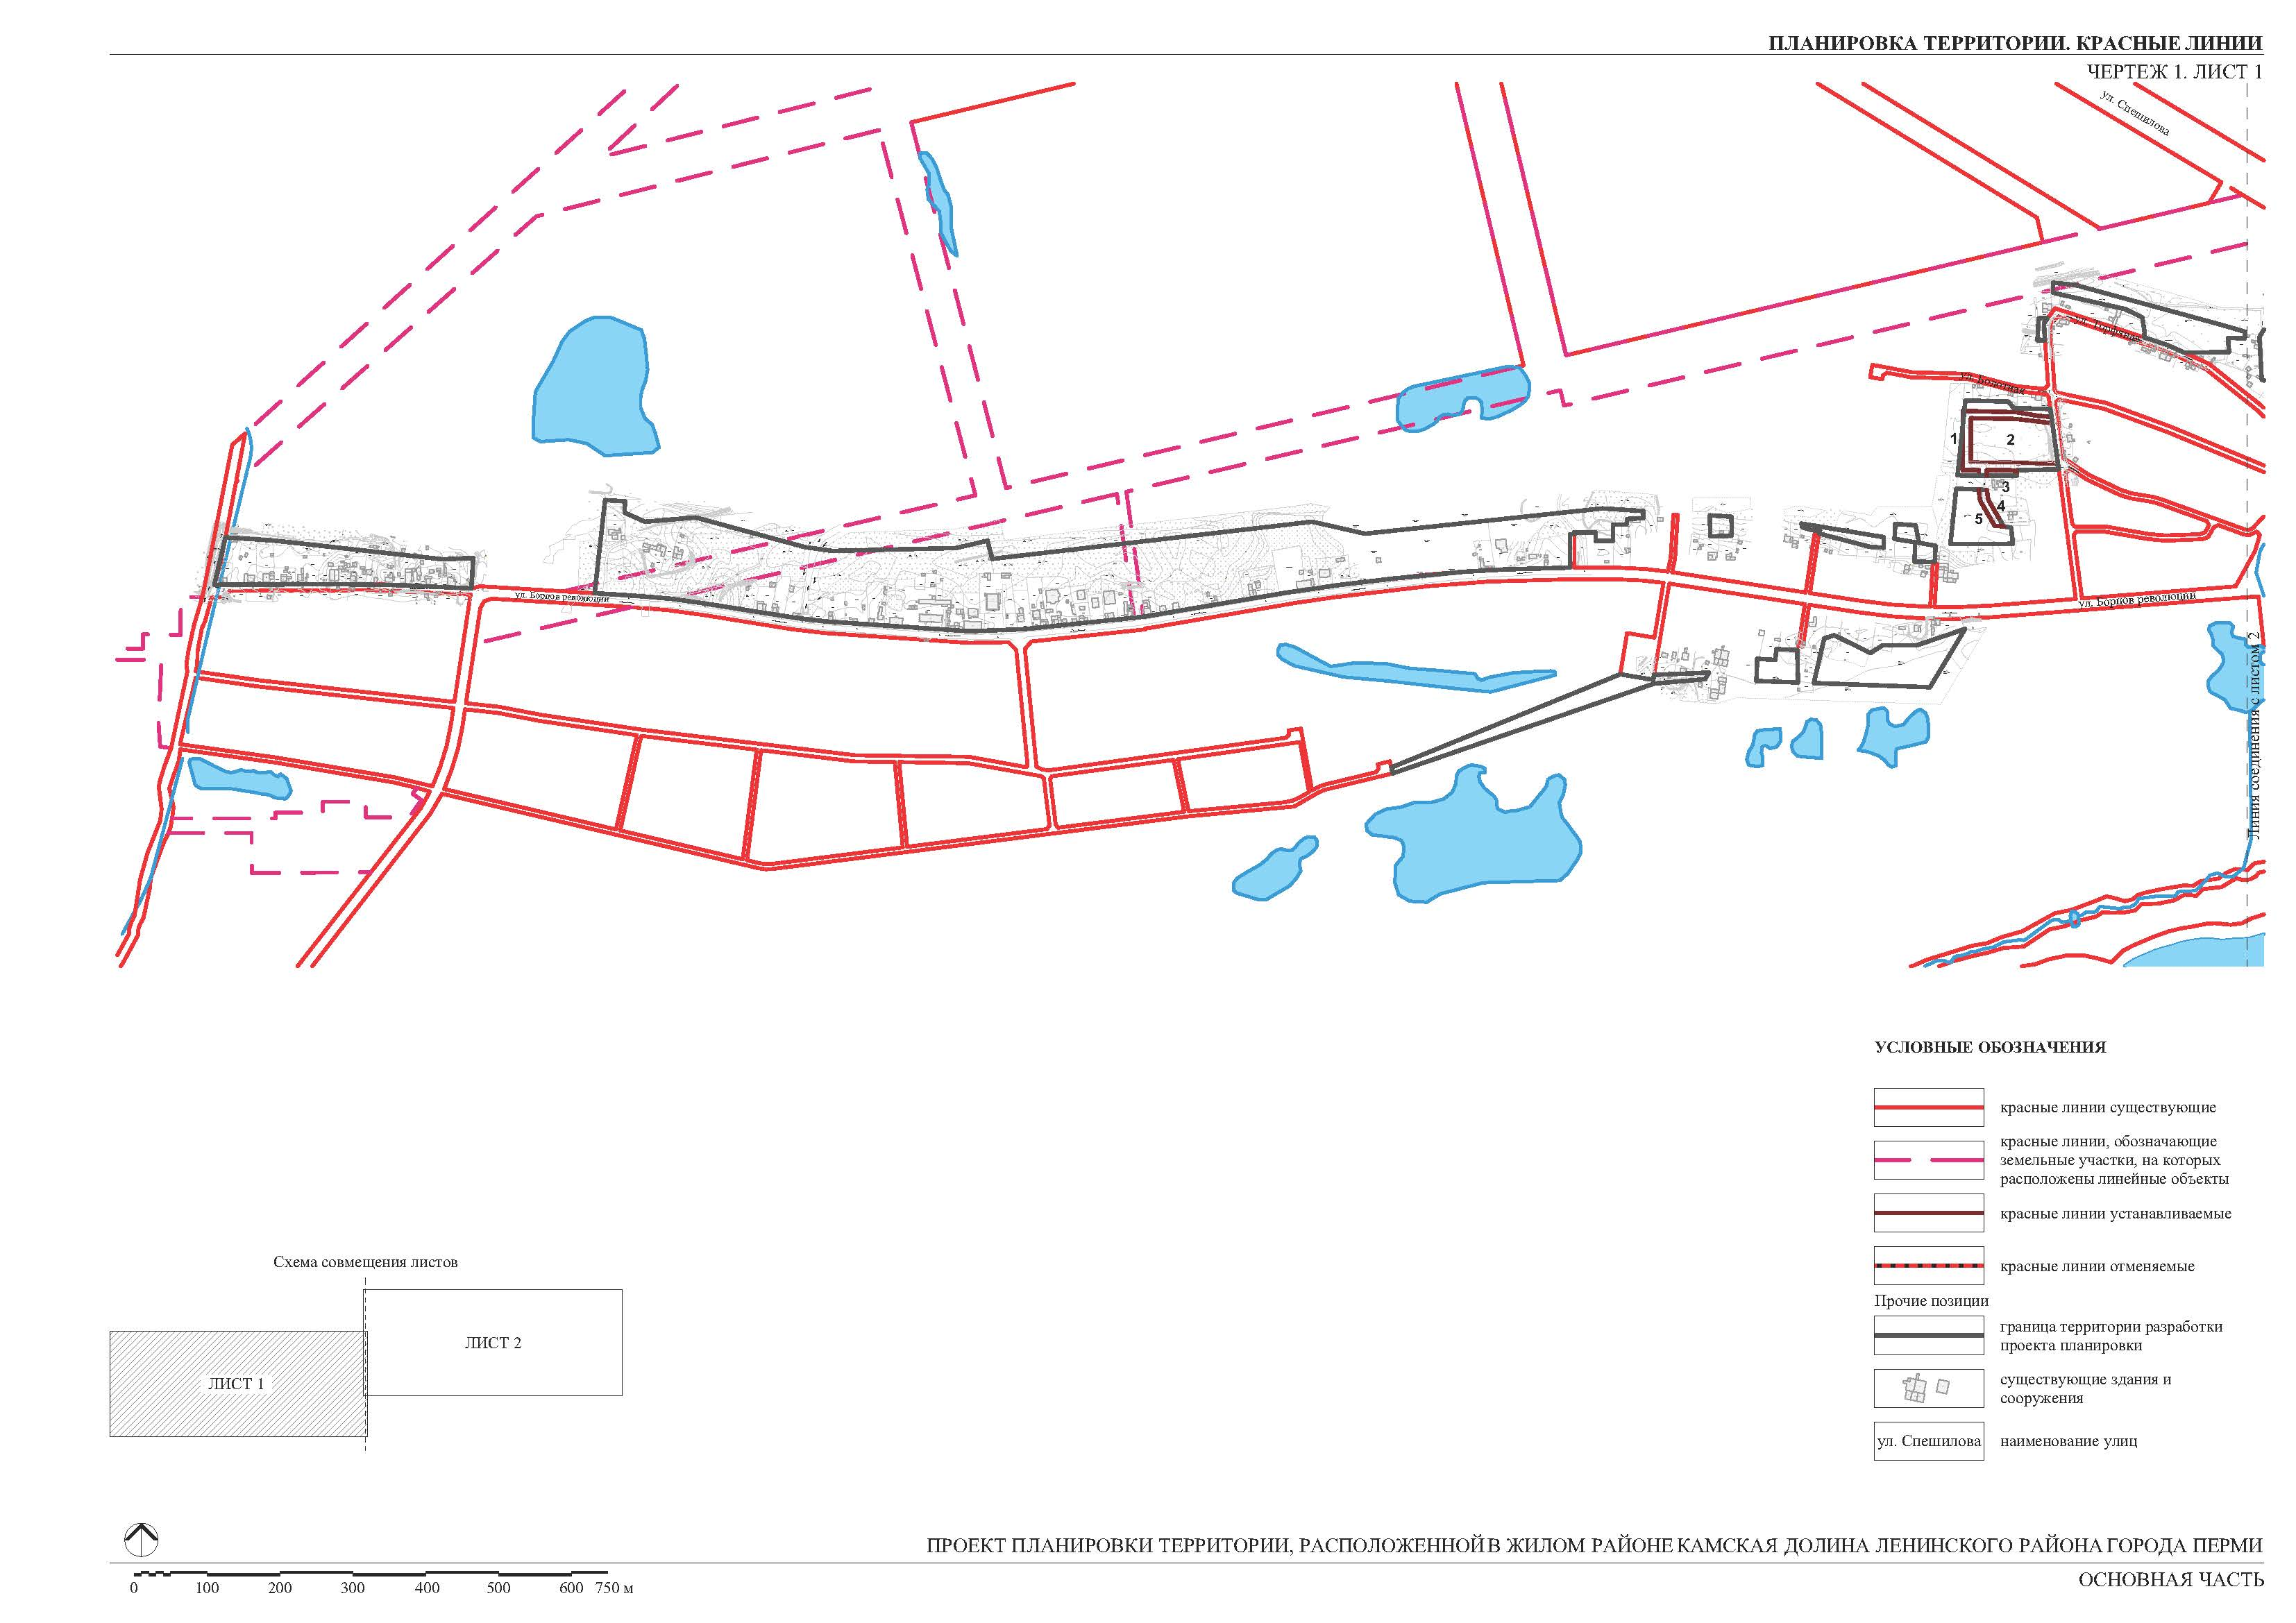 ПЛАНИРОВКА ТЕРРИТОРИИ. КРАСНЫЕ ЛИНИИ
ЧЕРТЕЖ 1. ЛИСТ 1
ул. Спешилова
ул. Торфяная
ул. Болотная
1
2
3
4
5
ул. Борцов революции
ул. Борцов революции
Линия соединения с листом 2
УСЛОВНЫЕ ОБОЗНАЧЕНИЯ
красные линии существующие
красные линии, обозначающие
земельные участки, на которых
расположены линейные объекты
красные линии устанавливаемые
красные линии отменяемые
Прочие позиции
граница территории разработки
проекта планировки
существующие здания и
сооружения
ул. Спешилова наименование улиц
Схема совмещения листов
ЛИСТ 2
ЛИСТ 1
ПРОЕКТ ПЛАНИРОВКИ ТЕРРИТОРИИ, РАСПОЛОЖЕННОЙ В ЖИЛОМ РАЙОНЕ КАМСКАЯ ДОЛИНА ЛЕНИНСКОГО РАЙОНА ГОРОДА ПЕРМИ
ОСНОВНАЯ ЧАСТЬ
0 100 200 300 400 500 600 750 м